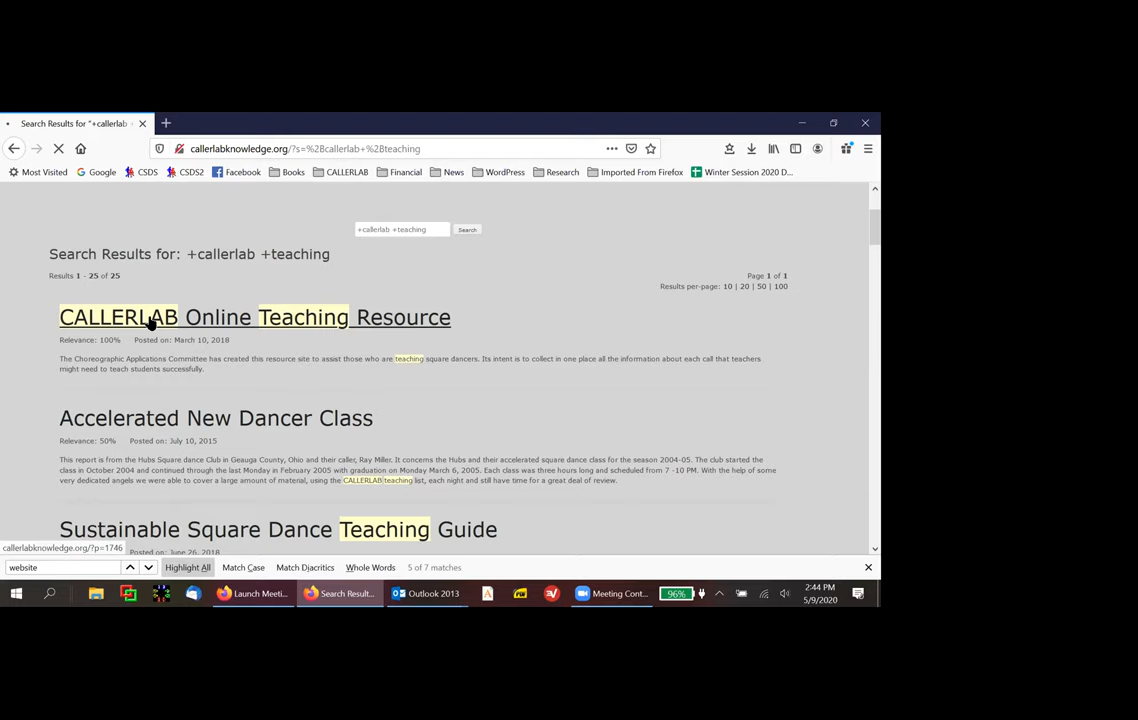 Search Results for "+callerlab
callerlabknowledge.org/?s=%2Bcallerlab+%2Bteaching
Most Visited Google CSDS CSDS2 Facebook Books CALLERLAB Financial News WordPress Research Imported From Firefox Winter Session 2020 D...
+callerlab +teaching Search
Search Results for: +callerlab +teaching
Results 1 - 25 of 25 Page 1 of 1
Results per-page: 10 | 20 | 50 | 100
CALLERLAB Online Teaching Resource
Relevance: 100% Posted on: March 10, 2018
The Choreographic Applications Committee has created this resource site to assist those who are teaching square dancers. Its intent is to collect in one place all the information about each call that teachers
might need to teach students successfully.
Accelerated New Dancer Class
Relevance: 50% Posted on: July 10, 2015
This report is from the Hubs Square dance Club in Geauga County, Ohio and their caller, Ray Miller. It concerns the Hubs and their accelerated square dance class for the season 2004-05. The club started the
class in October 2004 and continued through the last Monday in February 2005 with graduation on Monday March 6, 2005. Each class was three hours long and scheduled from 7 -10 PM. With the help of some
very dedicated angels we were able to cover a large amount of material, using the CALLERLAB teaching list, each night and still have time for a great deal of review.
Sustainable Square Dance Teaching Guide
Posted on: June 26, 2018
callerlabknowledge.org/?p=1746
website Highlight All Match Case Match Diacritics Whole Words 5 of 7 matches
Launch Meeti... Search Result... Outlook 2013 Meeting Cont... 96% 2:44 PM
5/9/2020